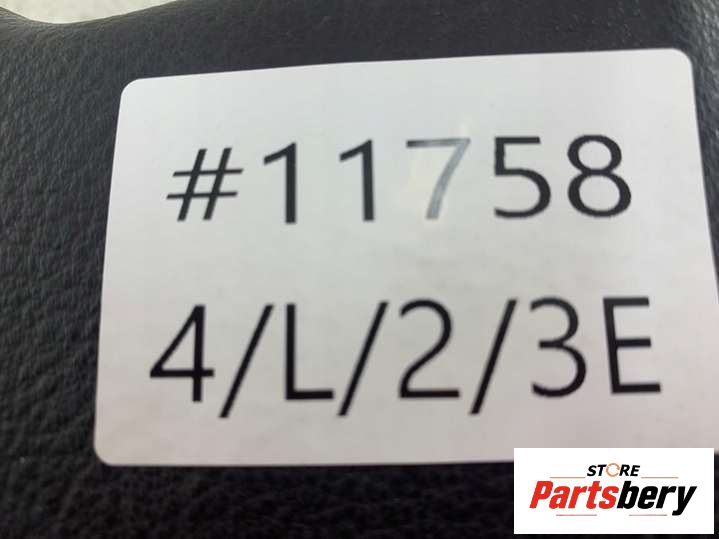 #11758
4/L/2/3E
STORE
Partsbery